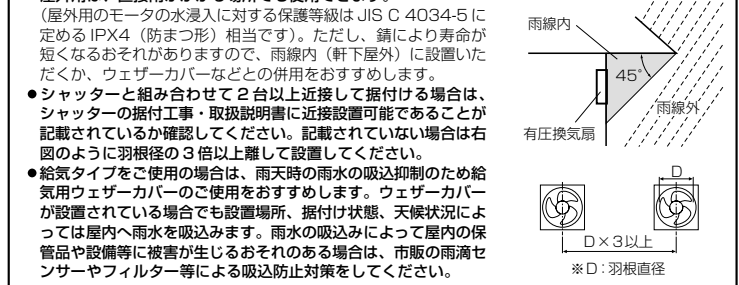 （屋外用のモータの水浸入に対する保護等級は JIS C 4034-5 に
定める IPX4（防まつ形）相当です）。ただし、錆により寿命が
短くなるおそれがありますので、雨線内（軒下屋外）に設置いた
だくか、ウェザーカバーなどとの併用をおすすめします。
●シャッターと組み合わせて 2 台以上近接して据付ける場合は、
シャッターの据付工事・取扱説明書に近接設置可能であることが
記載されているか確認してください。記載されていない場合は右
図のように羽根径の 3 倍以上離して設置してください。
●給気タイプをご使用の場合は、雨天時の雨水の吸込抑制のため給
気用ウェザーカバーのご使用をおすすめします。ウェザーカバー
が設置されている場合でも設置場所、据付け状態、天候状況によ
っては屋内へ雨水を吸込みます。雨水の吸込みによって屋内の保
管品や設備等に被害が生じるおそれのある場合は、市販の雨滴セ
ンサーやフィルター等による吸込防止対策をしてください。
雨線内
45°
雨線外
有圧換気扇
D
D×3以上
※D：羽根直径